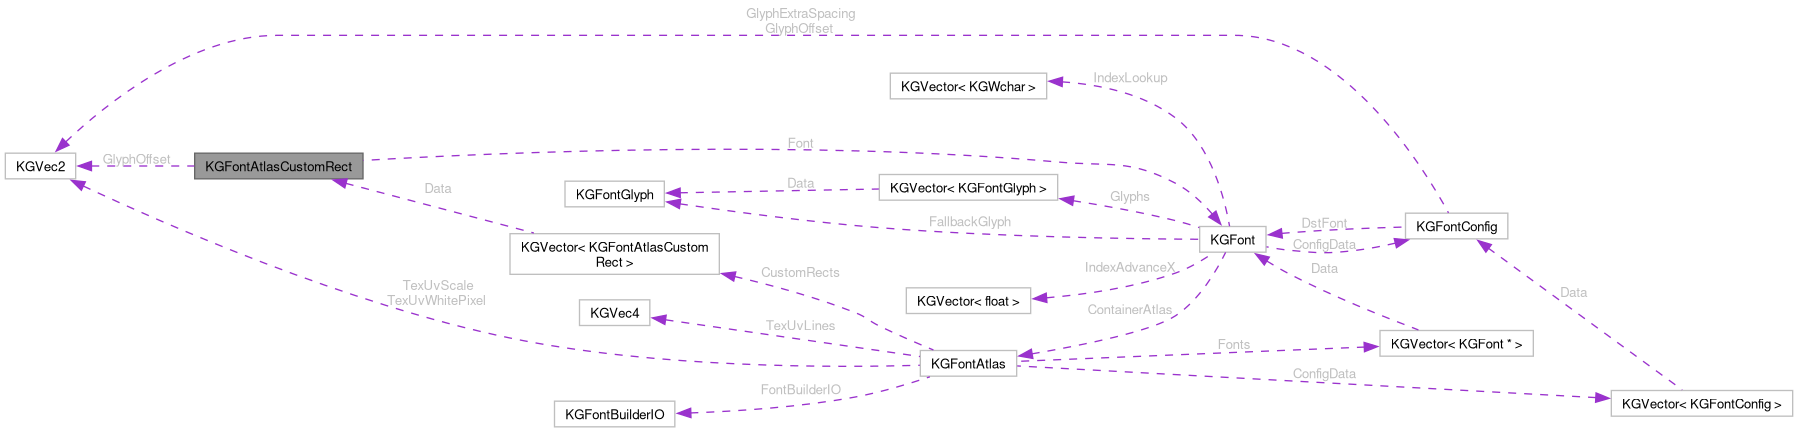 GlyphExtraSpacing
GlyphOffset
KGVector< KGWchar >
IndexLookup
Font
KGVec2
GlyphOffset
KGFontAtlasCustomRect
Data
KGFontGlyph
Data
KGVector< KGFontGlyph >
Glyphs
FallbackGlyph
DstFont
KGFontConfig
KGFont
ConfigData
KGVector< KGFontAtlasCustom
Rect >
CustomRects
IndexAdvanceX
Data
TexUvScale
TexUvWhitePixel
KGVector< float >
ContainerAtlas
Data
KGVec4
TexUvLines
Fonts
KGVector< KGFont * >
KGFontAtlas
ConfigData
FontBuilderIO
KGFontBuilderIO
KGVector< KGFontConfig >